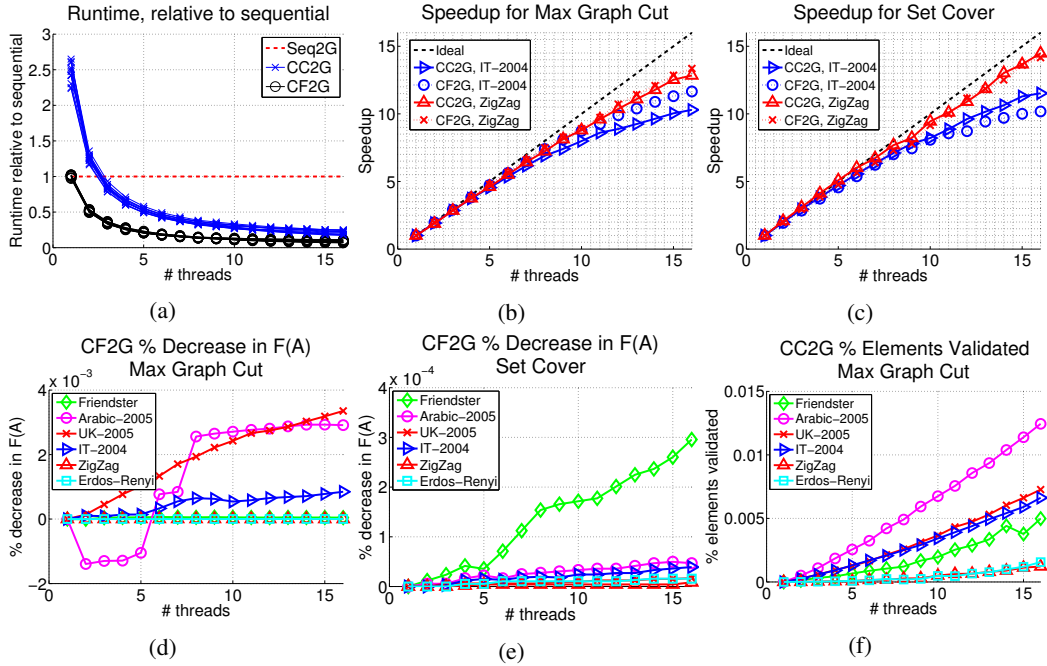 Runtime, relative to sequential
Runtime relative to sequential
3
2.5
2
1.5
1
0.5
0
Seq2G
CC2G
CF2G
0 5 10 15
# threads
(a)
Speedup for Max Graph Cut
Speedup
15
10
5
0
Ideal
CC2G, IT−2004
CF2G, IT−2004
CC2G, ZigZag
CF2G, ZigZag
0 5 10 15
# threads
(b)
Speedup for Set Cover
Speedup
15
10
5
0
Ideal
CC2G, IT−2004
CF2G, IT−2004
CC2G, ZigZag
CF2G, ZigZag
0 5 10 15
# threads
(c)
CF2G % Decrease in F(A)
Max Graph Cut
x 10−3
% decrease in F(A)
4
2
0
−2
Friendster
Arabic−2005
UK−2005
IT−2004
ZigZag
Erdos−Renyi
0 5 10 15
# threads
(d)
CF2G % Decrease in F(A)
Set Cover
x 10−4
% decrease in F(A)
4
3
2
1
0
Friendster
Arabic−2005
UK−2005
IT−2004
ZigZag
Erdos−Renyi
0 5 10 15
# threads
(e)
CC2G % Elements Validated
Max Graph Cut
% elements validated
0.015
0.01
0.005
0
Friendster
Arabic−2005
UK−2005
IT−2004
ZigZag
Erdos−Renyi
0 5 10 15
# threads
(f)